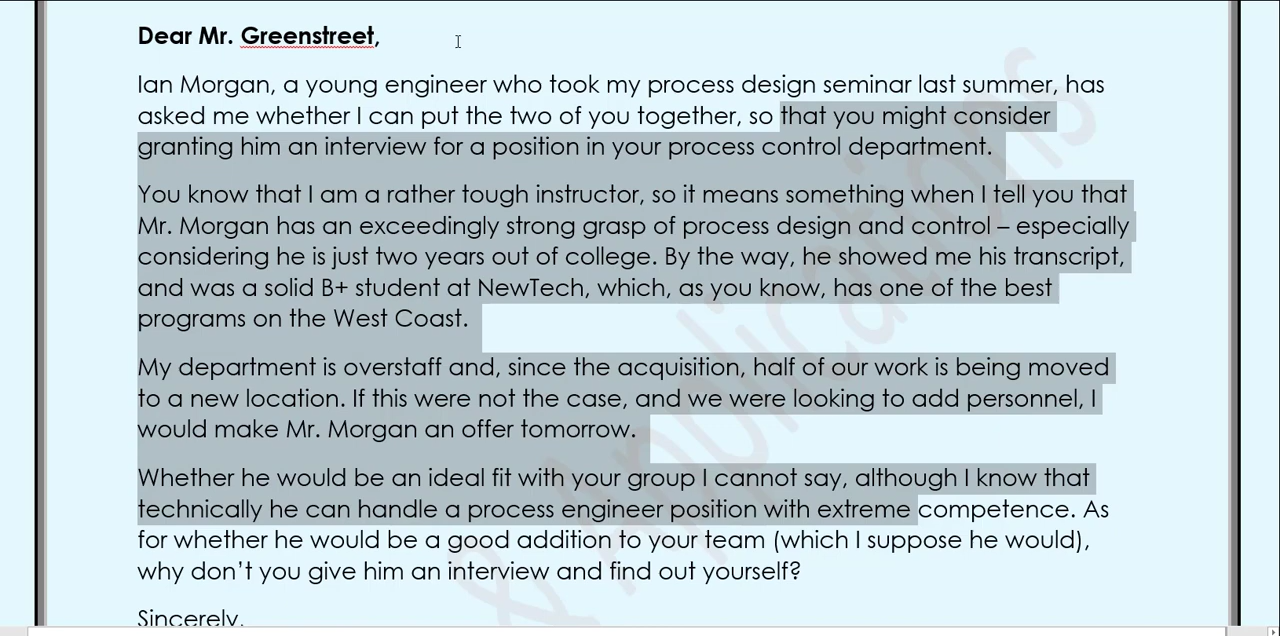 Dear Mr. Greenstreet,
Ian Morgan, a young engineer who took my process design seminar last summer, has
asked me whether I can put the two of you together, so that you might consider
granting him an interview for a position in your process control department.
You know that I am a rather tough instructor, so it means something when I tell you that
Mr. Morgan has an exceedingly strong grasp of process design and control – especially
considering he is just two years out of college. By the way, he showed me his transcript,
and was a solid B+ student at NewTech, which, as you know, has one of the best
programs on the West Coast.
My department is overstaff and, since the acquisition, half of our work is being moved
to a new location. If this were not the case, and we were looking to add personnel, I
would make Mr. Morgan an offer tomorrow.
Whether he would be an ideal fit with your group I cannot say, although I know that
technically he can handle a process engineer position with extreme competence. As
for whether he would be a good addition to your team (which I suppose he would),
why don’t you give him an interview and find out yourself?
Sincerely,
& Applications